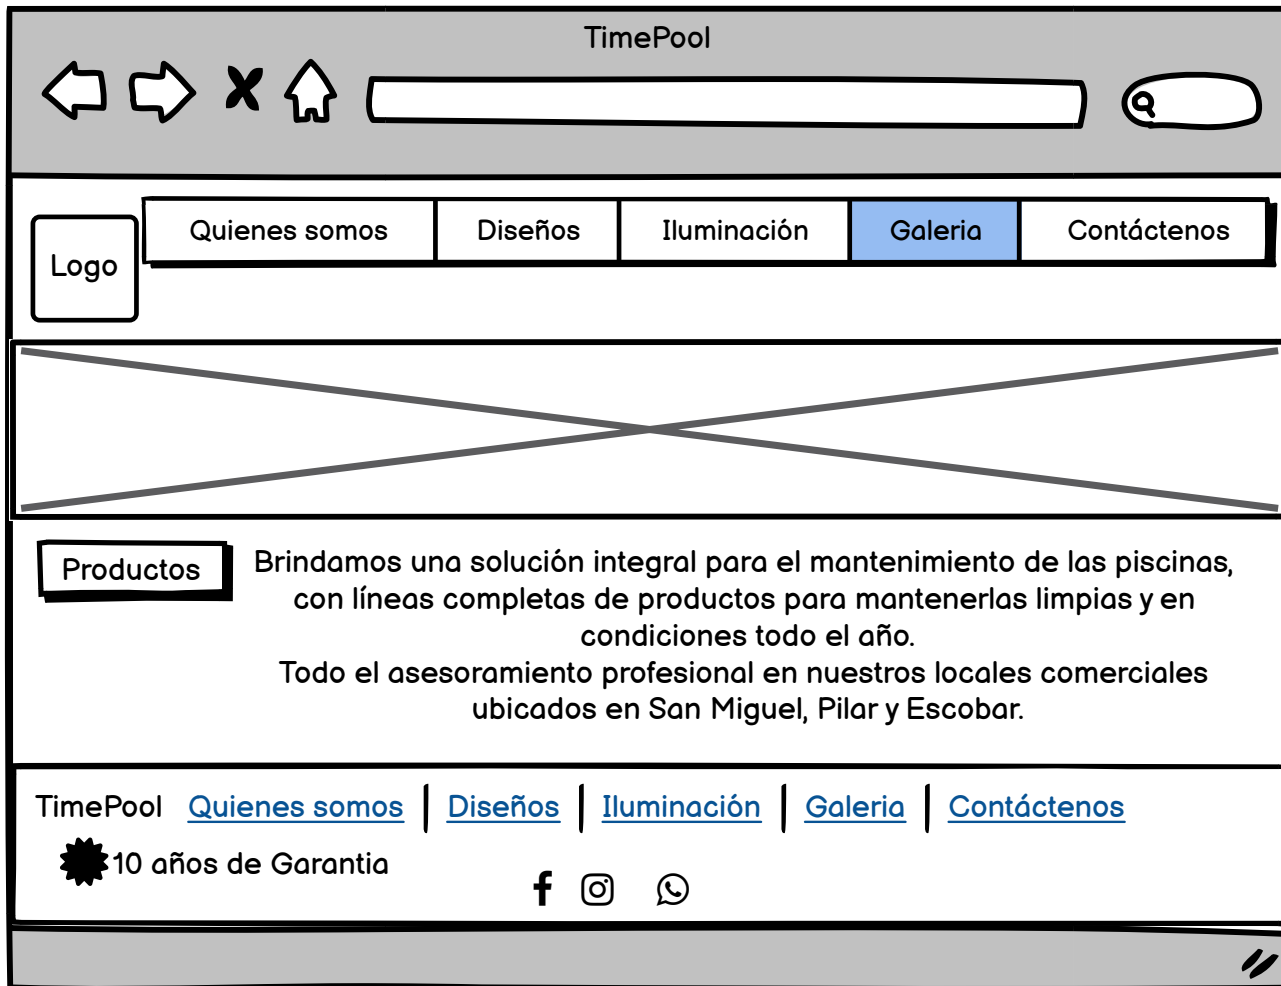 TimePool
Quienes somos Diseños Iluminación Galeria Contáctenos
Logo
Productos
Brindamos una solución integral para el mantenimiento de las piscinas,
con líneas completas de productos para mantenerlas limpias y en
condiciones todo el año.
Todo el asesoramiento profesional en nuestros locales comerciales
ubicados en San Miguel, Pilar y Escobar.
TimePool Quienes somos | Diseños | Iluminación | Galeria | Contáctenos
10 años de Garantia